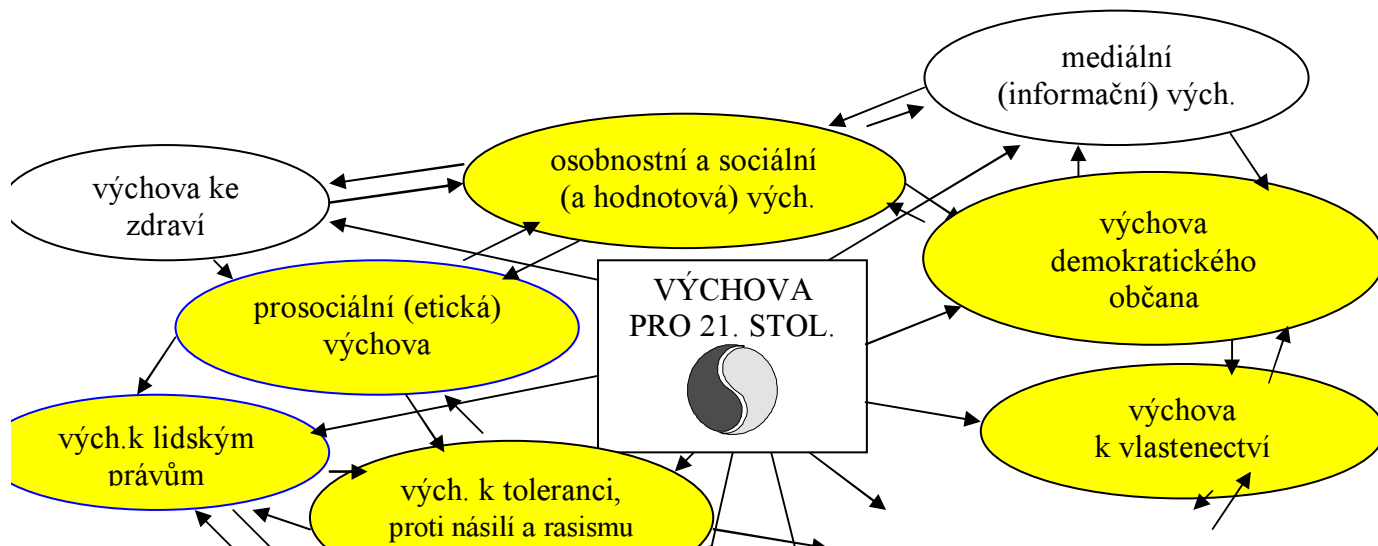 mediální
(informační) vých.
osobnostní a sociální
(a hodnotová) vých.
výchova ke
zdraví
výchova
demokratického
občana
VÝCHOVA
PRO 21. STOL.
prosociální (etická)
výchova
výchova
k vlastenectví
vých.k lidským
právům
vých. k toleranci,
proti násilí a rasismu